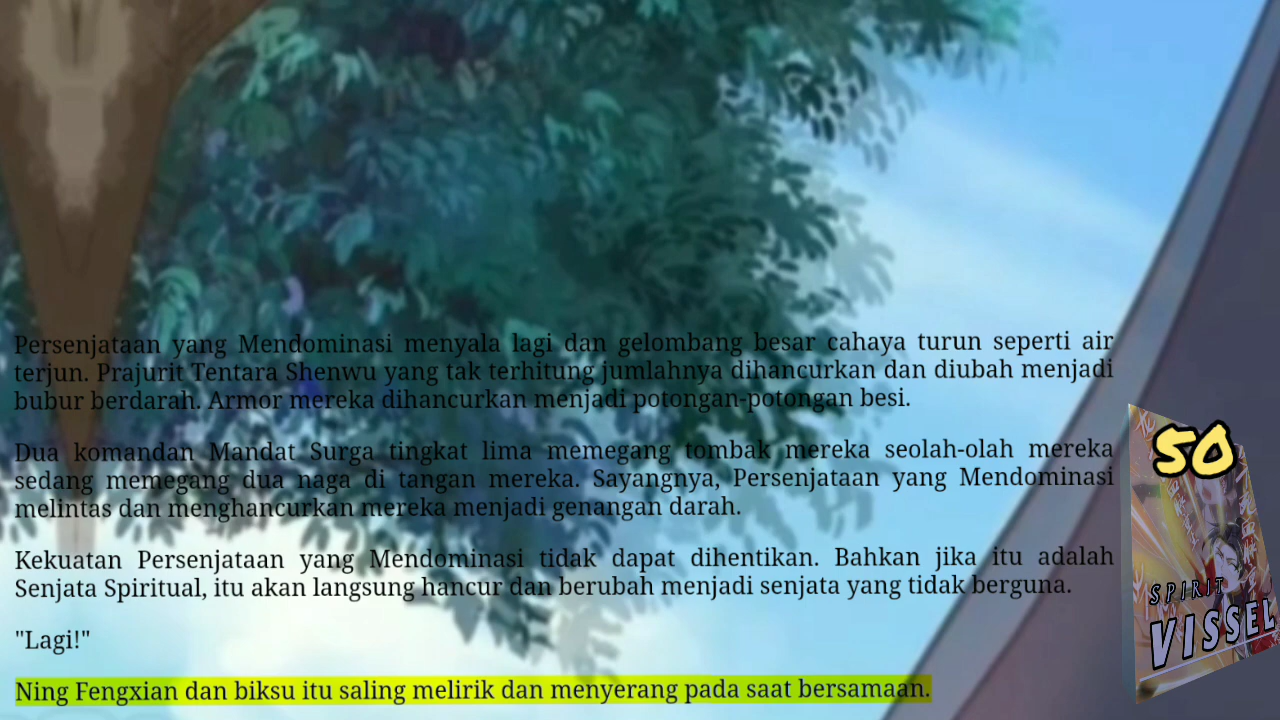 Persenjataan yang Mendominasi menyala lagi dan gelombang besar cahaya turun seperti air
terjun. Prajurit Tentara Shenwu yang tak terhitung jumlahnya dihancurkan dan diubah menjadi
bubur berdarah. Armor mereka dihancurkan menjadi potongan-potongan besi.
Dua komandan Mandat Surga tingkat lima memegang tombak mereka seolah-olah mereka
sedang memegang dua naga di tangan mereka. Sayangnya, Persenjataan yang Mendominasi
melintas dan menghancurkan mereka menjadi genangan darah.
Kekuatan Persenjataan yang Mendominasi tidak dapat dihentikan. Bahkan jika itu adalah
Senjata Spiritual, itu akan langsung hancur dan berubah menjadi senjata yang tidak berguna.
"Lagi!"
Ning Fengxian dan biksu itu saling melirik dan menyerang pada saat bersamaan.
50
SPIRIT
VISSEL